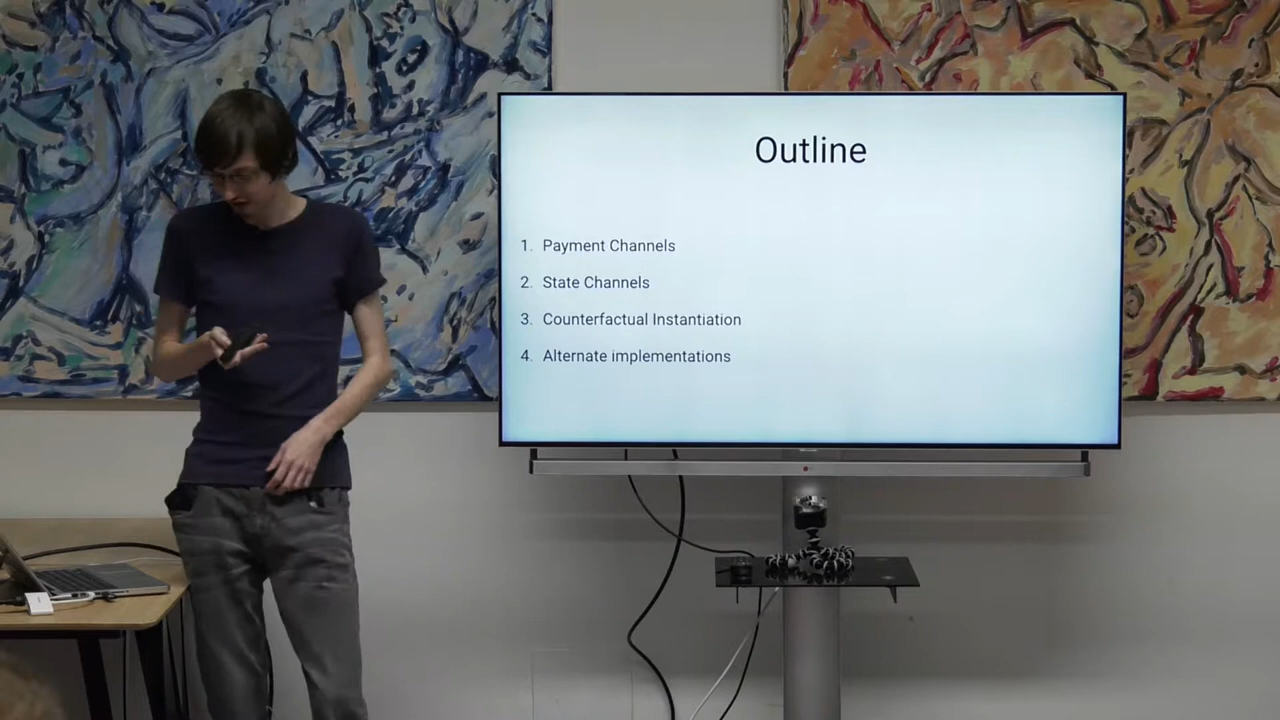 Outline
1. Payment Channels
2. State Channels
3. Counterfactual Instantiation
4. Alternate implementations